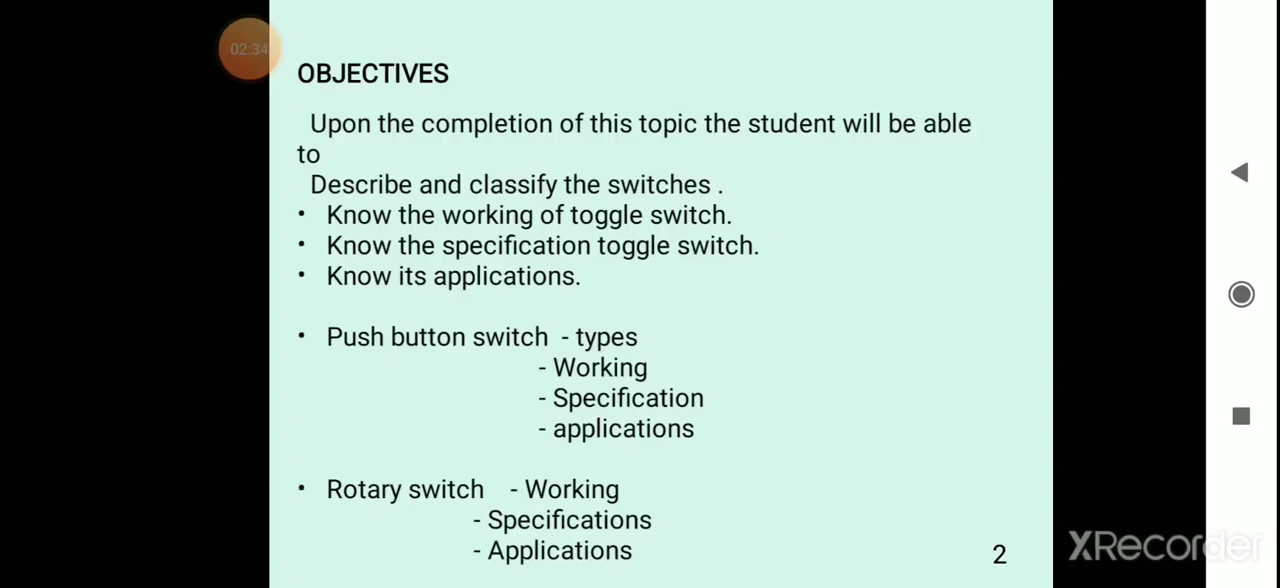 02:34
OBJECTIVES
Upon the completion of this topic the student will be able
to
Describe and classify the switches .
• Know the working of toggle switch.
• Know the specification toggle switch.
• Know its applications.
• Push button switch - types
- Working
- Specification
- applications
• Rotary switch - Working
- Specifications
- Applications
2
XRecorder